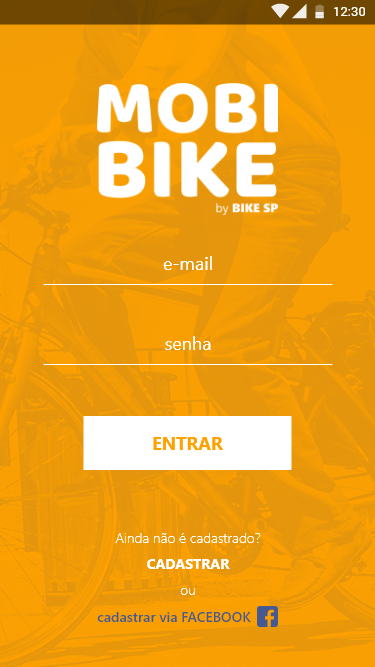 12:30
MOBI
BIKE
by BIKE SP
e-mail
senha
ENTRAR
Ainda não é cadastrado?
CADASTRAR
ou
cadastrar via FACEBOOK